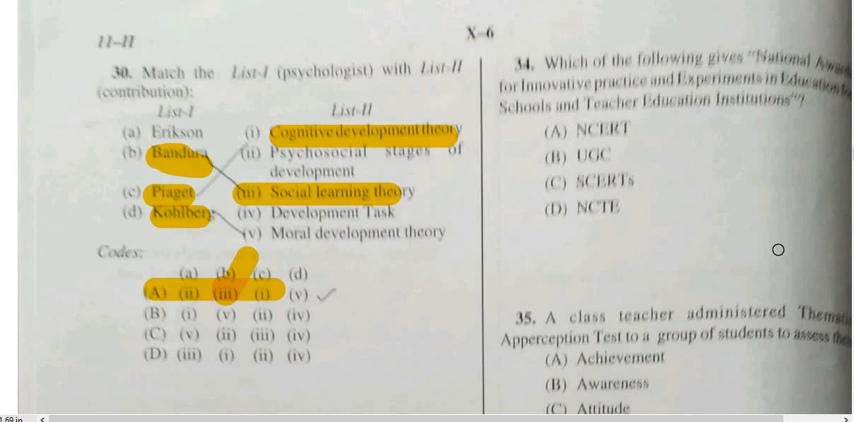 11–II
X–6
30. Match the List-I (psychologist) with List-II
(contribution):
List-I List-II
(a) Erikson (i) Cognitive development theory
(b) Bandura (ii) Psychosocial stages of
development
(c) Piaget (iii) Social learning theory
(d) Kohlberg (iv) Development Task
(v) Moral development theory
Codes:
(a) (b) (c) (d)
(A) (ii) (iii) (i) (v)
(B) (i) (v) (ii) (iv)
(C) (v) (ii) (iii) (iv)
(D) (iii) (i) (ii) (iv)
34. Which of the following gives "National
for Innovative practice and Experiments in Education
Schools and Teacher Education Institutions"?
(A) NCERT
(B) UGC
(C) SCERTs
(D) NCTE
35. A class teacher administered
Apperception Test to a group of students to assess
(A) Achievement
(B) Awareness
(C) Attitude
1.69 in